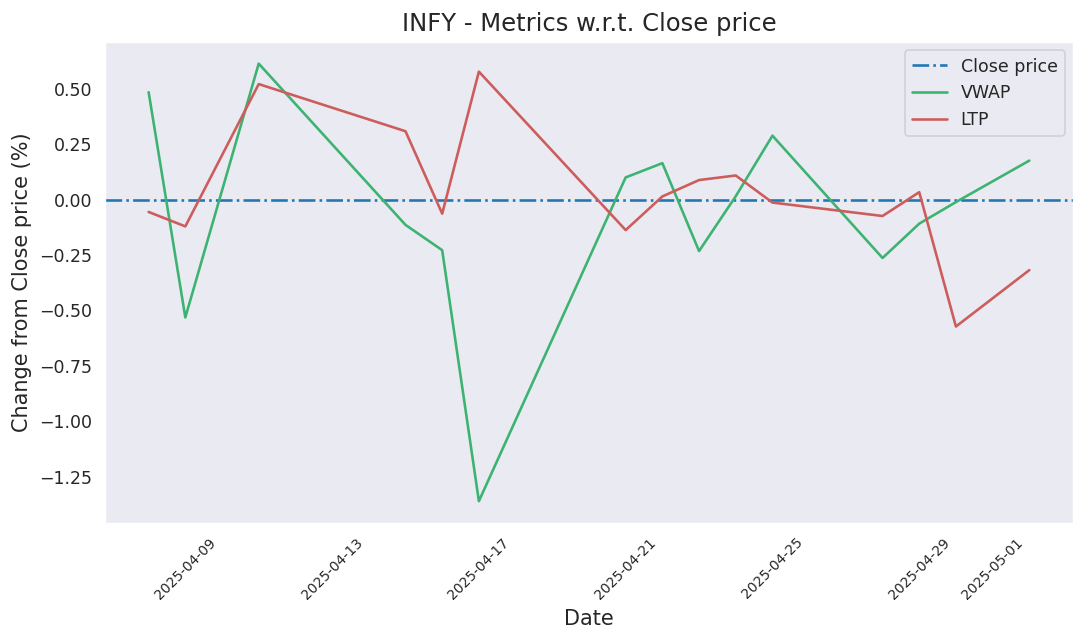 INFY - Metrics w.r.t. Close price
Close price
VWAP
LTP
Change from Close price (%)
0.50
0.25
0.00
−0.25
−0.50
−0.75
−1.00
−1.25
2025-04-09
2025-04-13
2025-04-17
2025-04-21
2025-04-25
2025-04-29
2025-05-01
Date